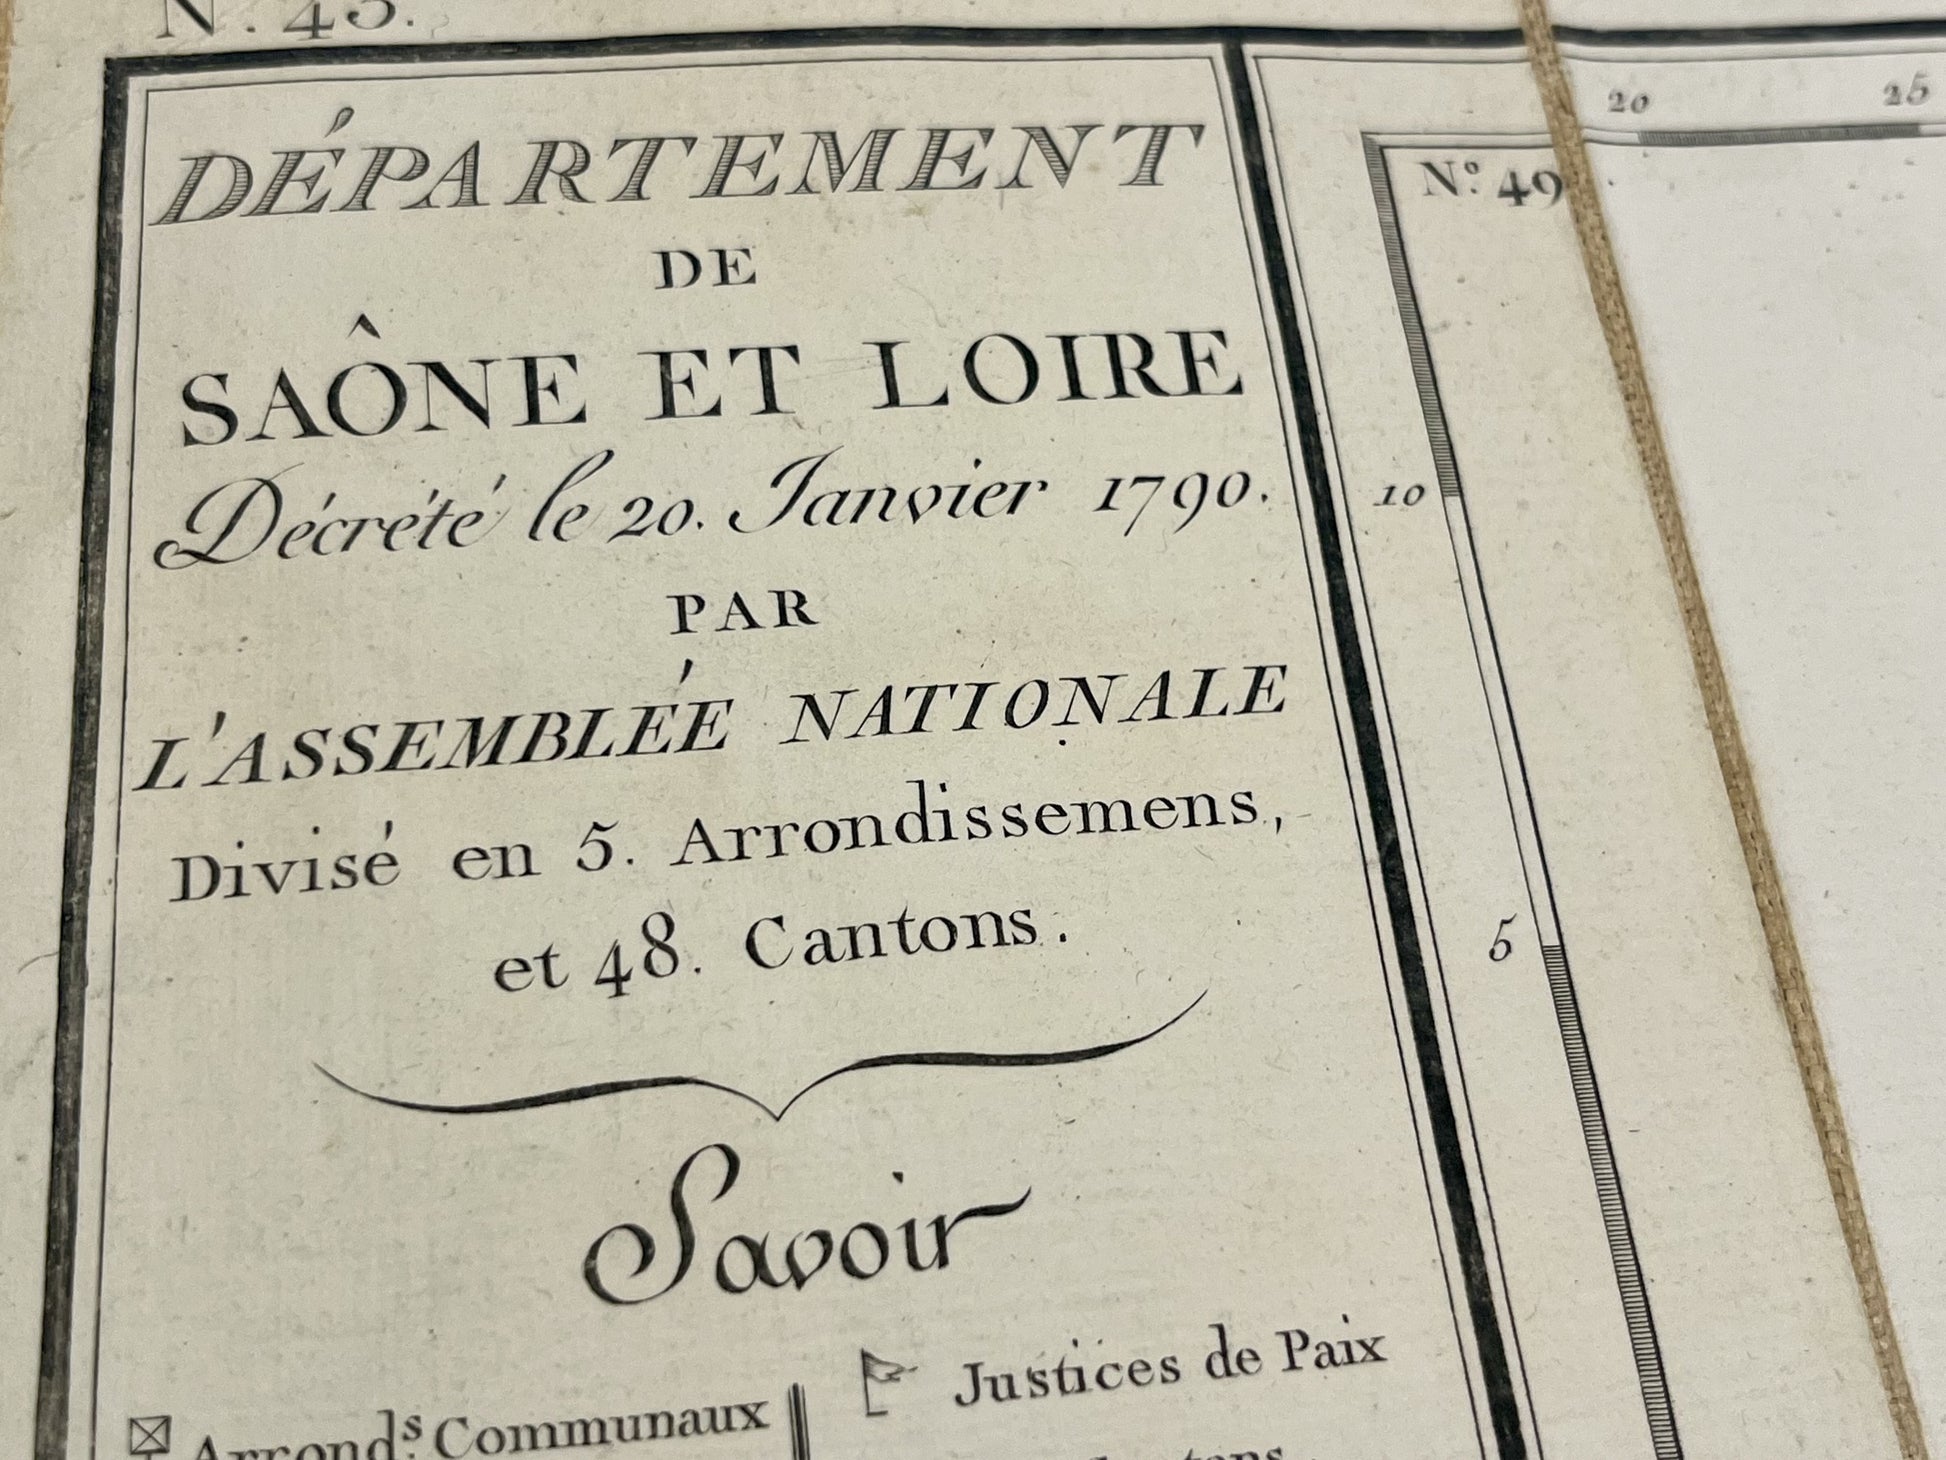 N. 43.
DÉPARTEMENT
DE
SAÔNE ET LOIRE
Décrété le 20. Janvier 1790.
PAR
L'ASSEMBLÉE NATIONALE
Divisé en 5. Arrondissemens,
et 48. Cantons.
Savoir
Arrond.s Communaux
Justices de Paix
20 25
N.o 49
10
5